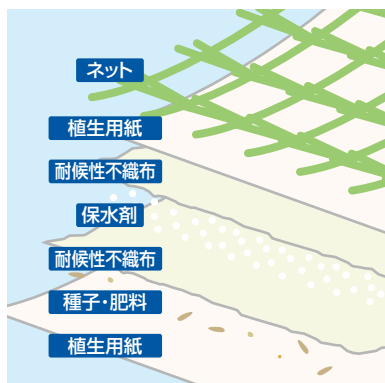 ネット
植生用紙
耐候性不織布
保水剤
耐候性不織布
種子・肥料
植生用紙